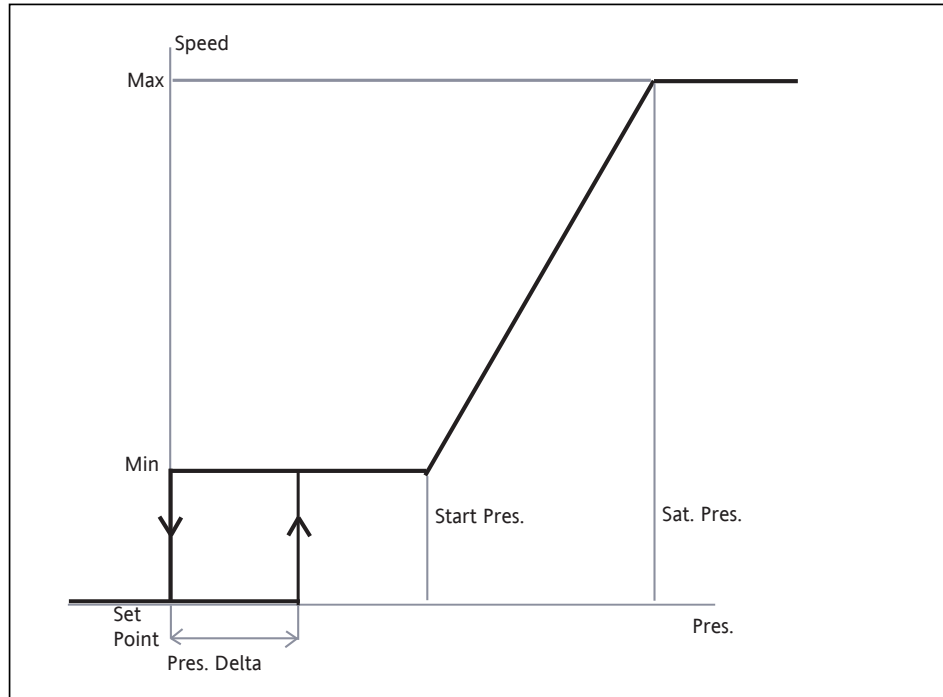 Speed
Max
Min
Start Pres.
Sat. Pres.
Set
Point
Pres.
Pres. Delta